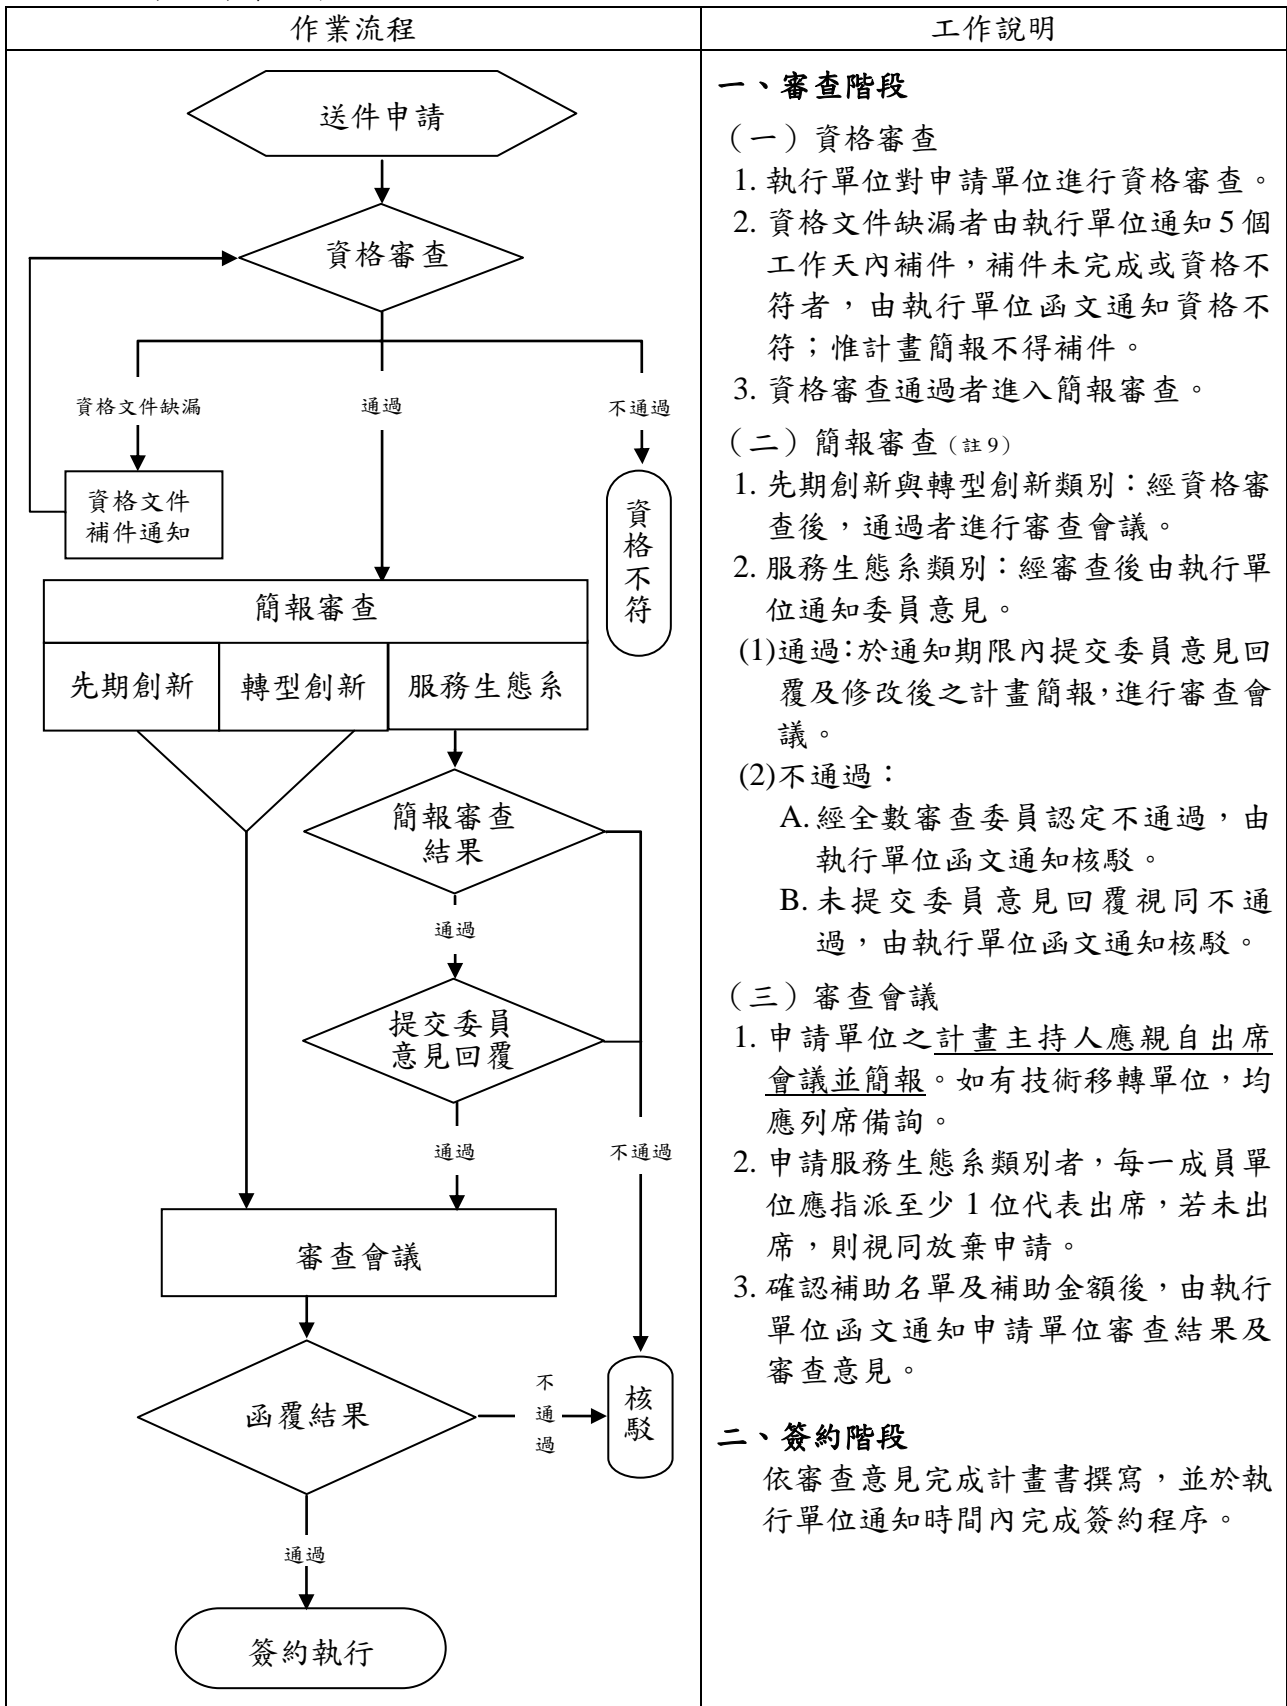 作業流程
工作說明
送件申請
資格審查
資格文件缺漏
通過
不通過
資格文件
補件通知
資格不符
簡報審查
先期創新
轉型創新
服務生態系
簡報審查
結果
通過
提交委員
意見回覆
通過
不通過
審查會議
函覆結果
不通過
核駁
通過
簽約執行
一、審查階段
（一）資格審查
1. 執行單位對申請單位進行資格審查。
2. 資格文件缺漏者由執行單位通知 5 個
工作天內補件，補件未完成或資格不
符者，由執行單位函文通知資格不
符；惟計畫簡報不得補件。
3. 資格審查通過者進入簡報審查。
（二）簡報審查（註 9）
1. 先期創新與轉型創新類別：經資格審
查後，通過者進行審查會議。
2. 服務生態系類別：經審查後由執行單
位通知委員意見。
(1)通過：於通知期限內提交委員意見回
覆及修改後之計畫簡報，進行審查會
議。
(2)不通過：
A. 經全數審查委員認定不通過，由
執行單位函文通知核駁。
B. 未提交委員意見回覆視同不通
過，由執行單位函文通知核駁。
（三）審查會議
1. 申請單位之計畫主持人應親自出席
會議並簡報。如有技術移轉單位，均
應列席備詢。
2. 申請服務生態系類別者，每一成員單
位應指派至少 1 位代表出席，若未出
席，則視同放棄申請。
3. 確認補助名單及補助金額後，由執行
單位函文通知申請單位審查結果及
審查意見。
二、簽約階段
依審查意見完成計畫書撰寫，並於執
行單位通知時間內完成簽約程序。